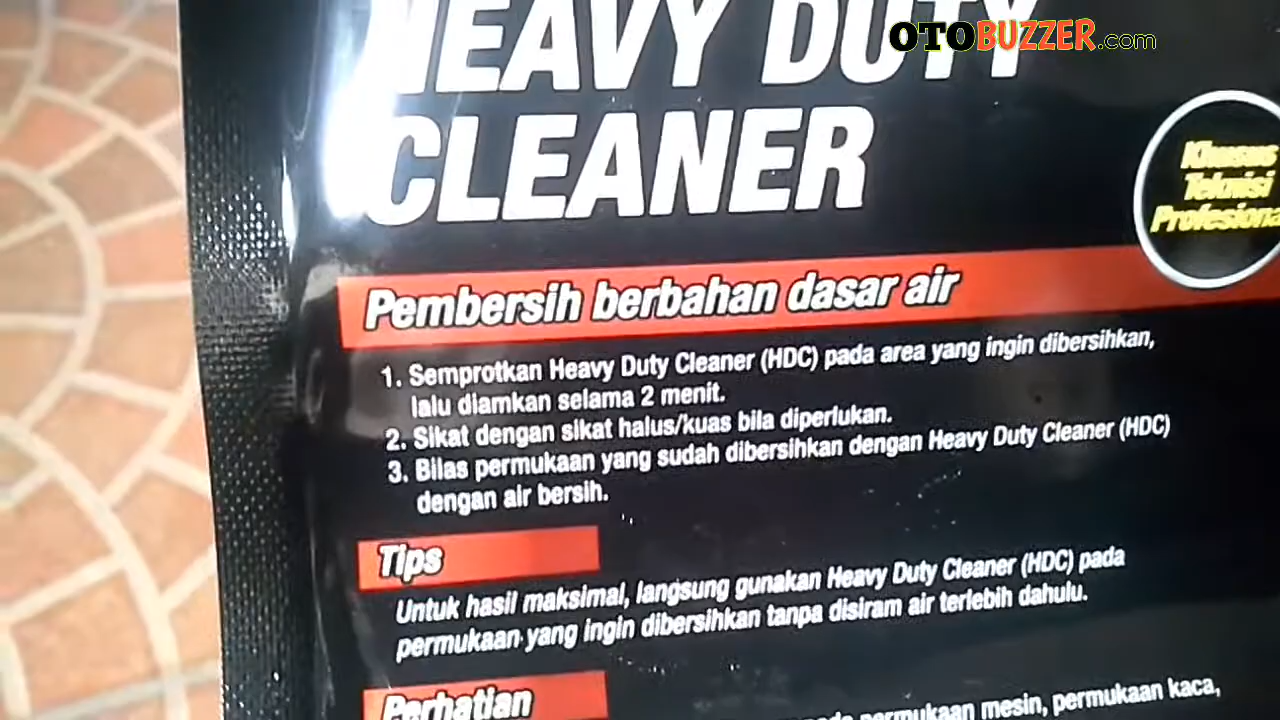 OTOBUZZER.com
HEAVY DUTY
CLEANER
Khusus
Teknisi
Pembersih berbahan dasar air
1. Semprotkan Heavy Duty Cleaner (HDC) pada area yang ingin dibersihkan,
lalu diamkan selama 2 menit.
2. Sikat dengan sikat halus/kuas bila diperlukan.
3. Bilas permukaan yang sudah dibersihkan dengan Heavy Duty Cleaner (HDC)
dengan air bersih.
Tips
Untuk hasil maksimal, langsung gunakan Heavy Duty Cleaner (HDC) pada
permukaan yang ingin dibersihkan tanpa disiram air terlebih dahulu.
Perhatian
permukaan mesin, permukaan kaca,